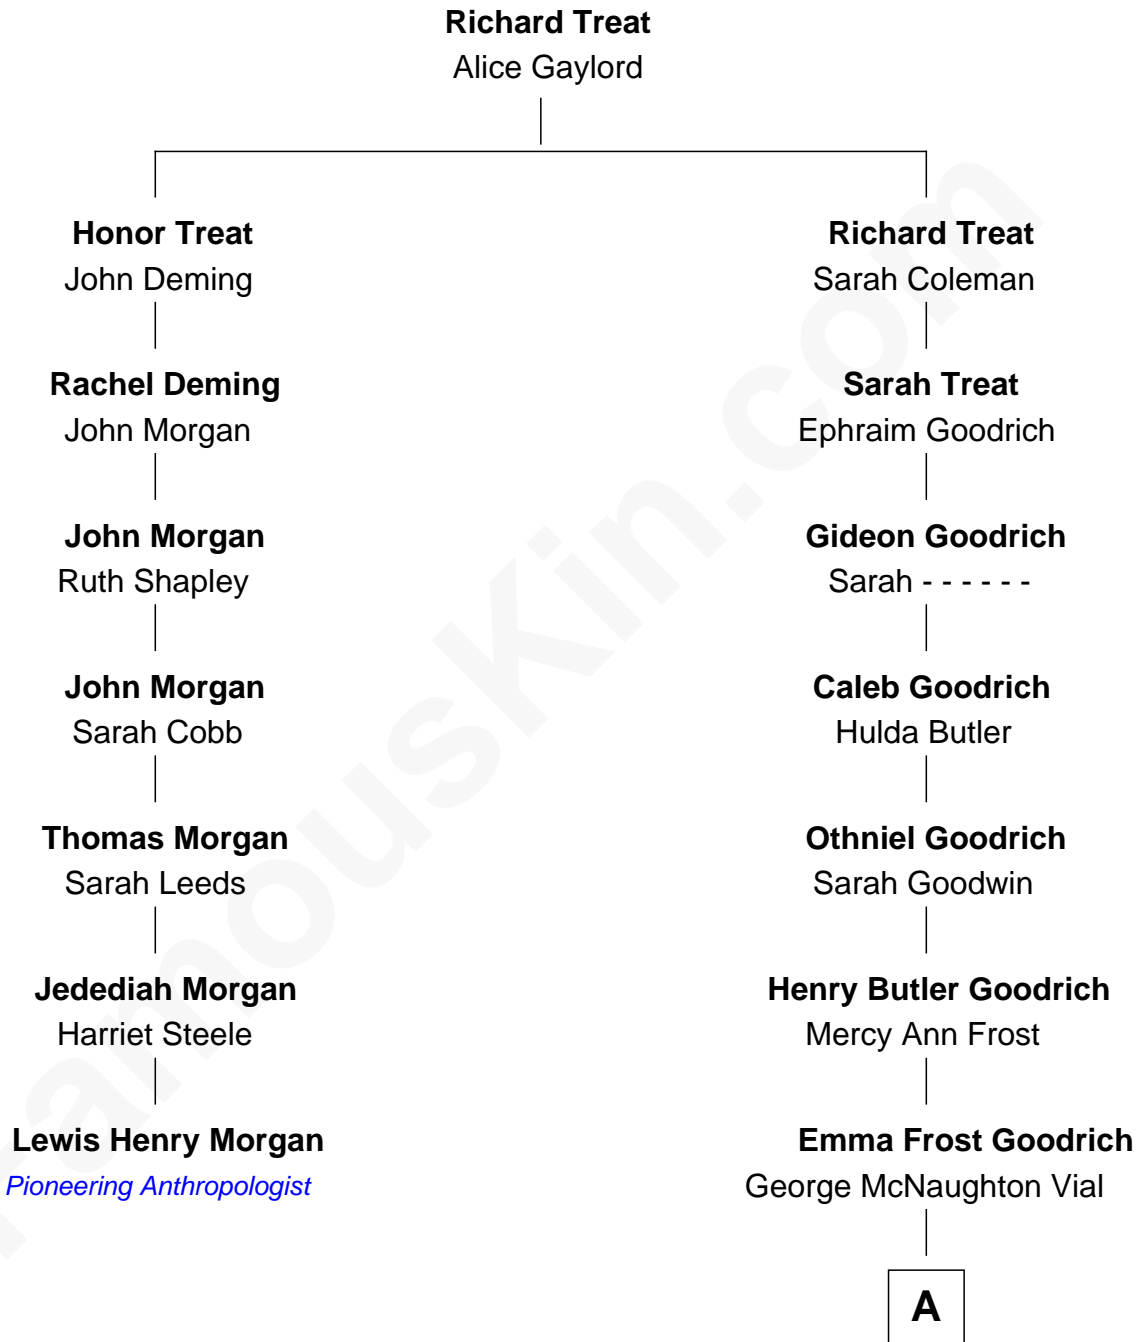 Richard Treat
Alice Gaylord
Honor Treat
John Deming
Richard Treat
Sarah Coleman
Rachel Deming
John Morgan
Sarah Treat
Ephraim Goodrich
John Morgan
Ruth Shapley
Gideon Goodrich
Sarah - - - - - -
John Morgan
Sarah Cobb
Caleb Goodrich
Hulda Butler
Thomas Morgan
Sarah Leeds
Othniel Goodrich
Sarah Goodwin
Jedediah Morgan
Harriet Steele
Henry Butler Goodrich
Mercy Ann Frost
Lewis Henry Morgan
Pioneering Anthropologist
Emma Frost Goodrich
George McNaughton Vial
A
FamousKin.com